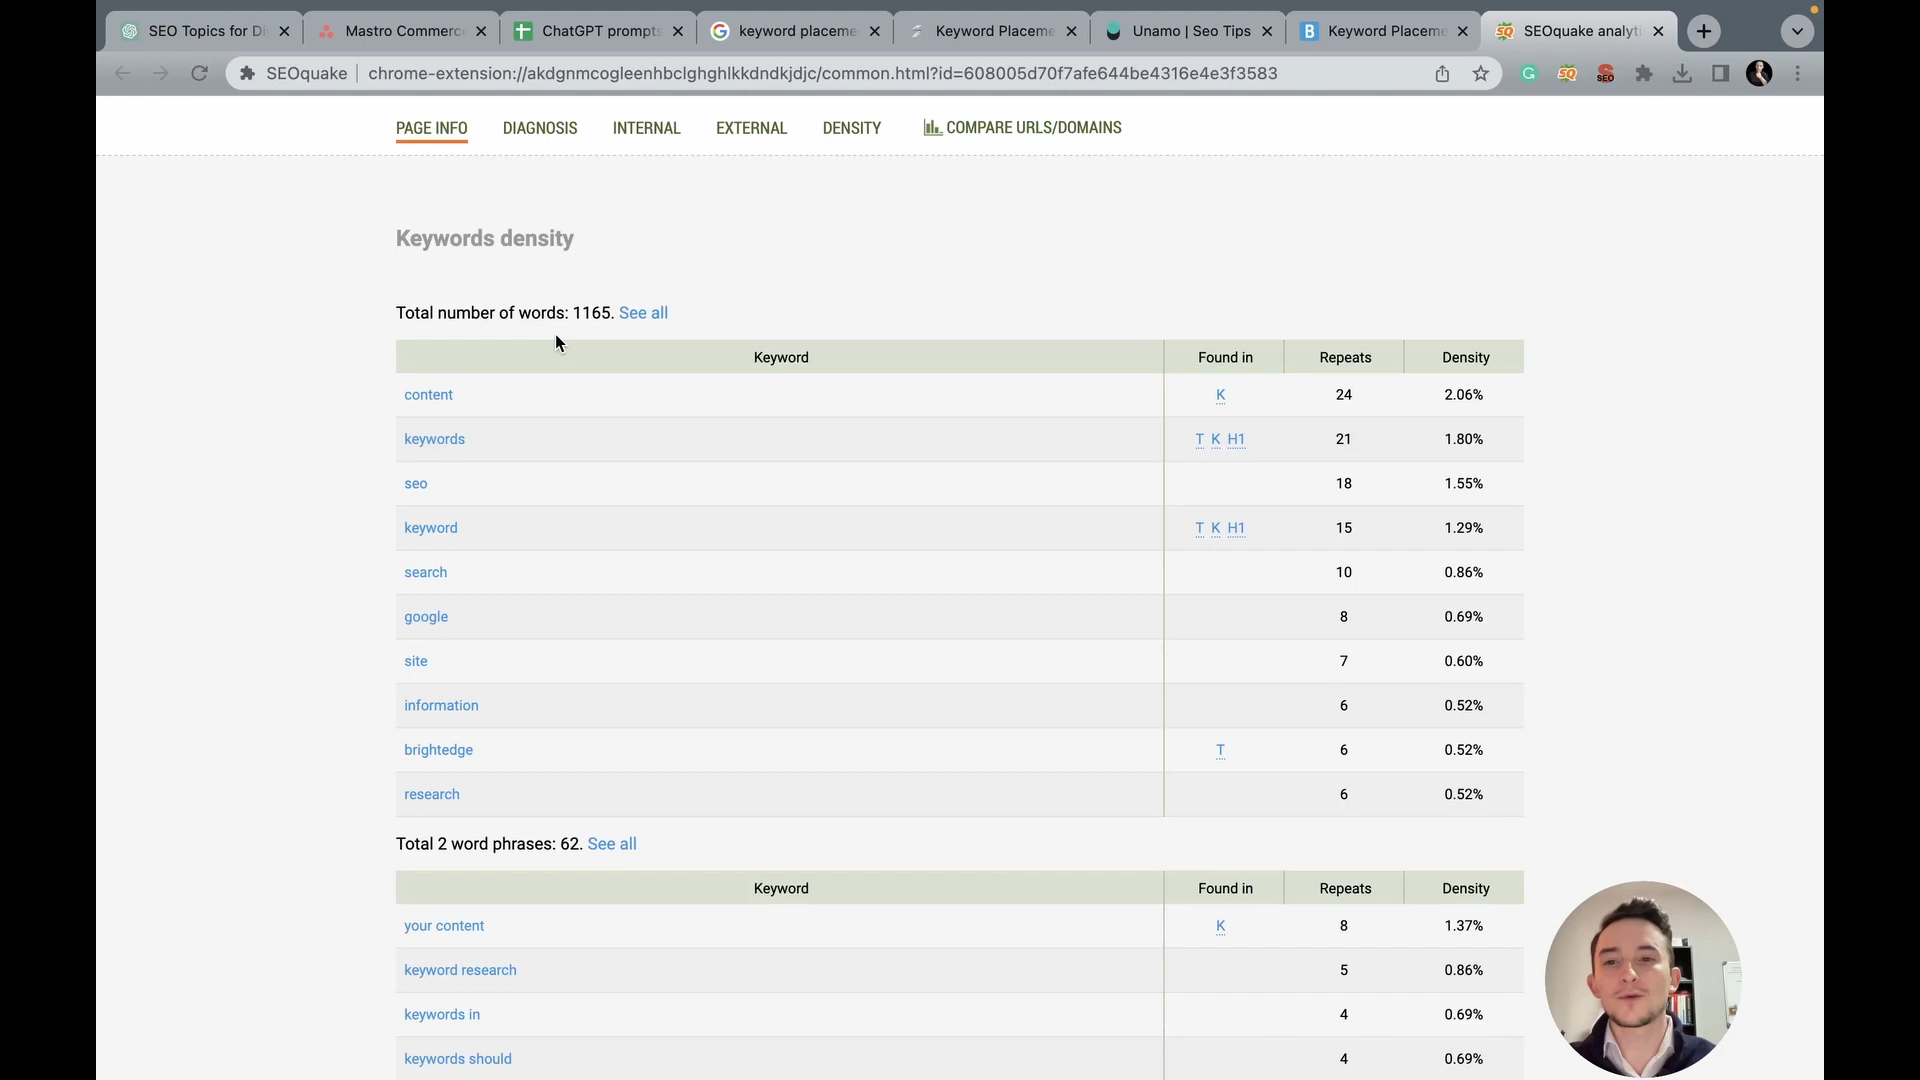 SEO Topics for Di
Mastro Commerc
ChatGPT prompts
keyword placeme
Keyword Placeme
Unamo | Seo Tips
B
Keyword Placeme
SQ
SEOquake analyti
SEOquake
chrome-extension://akdgnmcogleenhbclghghlkkdndkjdjc/common.html?id=608005d70f7afe644be4316e4e3f3583
G
SQ
SEO
PAGE INFO
DIAGNOSIS
INTERNAL
EXTERNAL
DENSITY
COMPARE URLS/DOMAINS
Keywords density
Total number of words: 1165. See all
Keyword Found in Repeats Density
content K 24 2.06%
keywords T K H1 21 1.80%
seo 18 1.55%
keyword T K H1 15 1.29%
search 10 0.86%
google 8 0.69%
site 7 0.60%
information 6 0.52%
brightedge T 6 0.52%
research 6 0.52%
Total 2 word phrases: 62. See all
Keyword Found in Repeats Density
your content K 8 1.37%
keyword research 5 0.86%
keywords in 4 0.69%
keywords should 4 0.69%